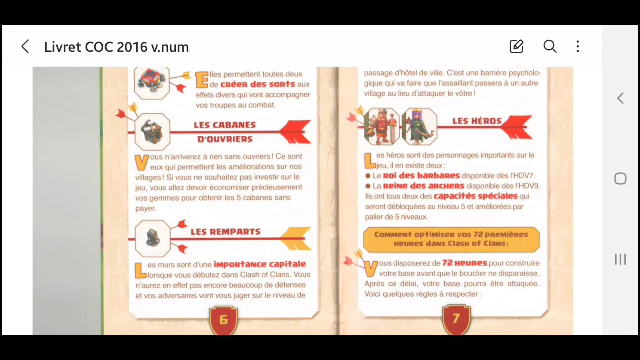 Livret COC 2016 v.num
Elles permettent toutes deux
de créer des sorts aux
effets divers qui vont accompagner
vos troupes au combat.
LES CABANES
D'OUVRIERS
Vous n'arriverez à rien sans ouvriers ! Ce sont
eux qui permettent les améliorations sur nos
villages ! Si vous ne souhaitez pas investir sur le
jeu, vous allez devoir économiser précieusement
vos gemmes pour obtenir les 5 cabanes sans
payer.
LES REMPARTS
Les murs sont d'une importance capitale
lorsque vous débutez dans Clash of Clans. Vous
n'aurez en effet pas encore beaucoup de défenses
et vos adversaires vont vous juger sur le niveau de
6
passage d'hôtel de ville. C'est une barrière psycholo-
gique qui va faire que l'assaillant passera à un autre
village au lieu d'attaquer le vôtre !
LES HÉROS
Les héros sont des personnages importants sur le
jeu, il en existe deux :
● Le roi des barbares disponible dès l'HDV7.
● La reine des archers disponible dès l'HDV9.
Ils ont tous deux des capacités spéciales qui
seront débloquées au niveau 5 et améliorées par
palier de 5 niveaux.
Comment optimiser vos 72 premières
heures dans Clash of Clans :
Vous disposerez de 72 heures pour construire
votre base avant que le bouclier ne disparaisse.
Après ce délai, votre base pourra être attaquée.
Voici quelques règles à respecter :
7